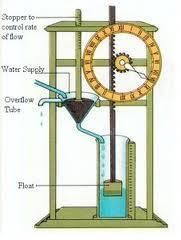 Stopper to
control rate
of flow
Water Supply
Overflow
Tube
Float